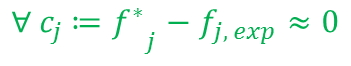 ∀ c_j := f^*_j − f_{j, exp} ≈ 0